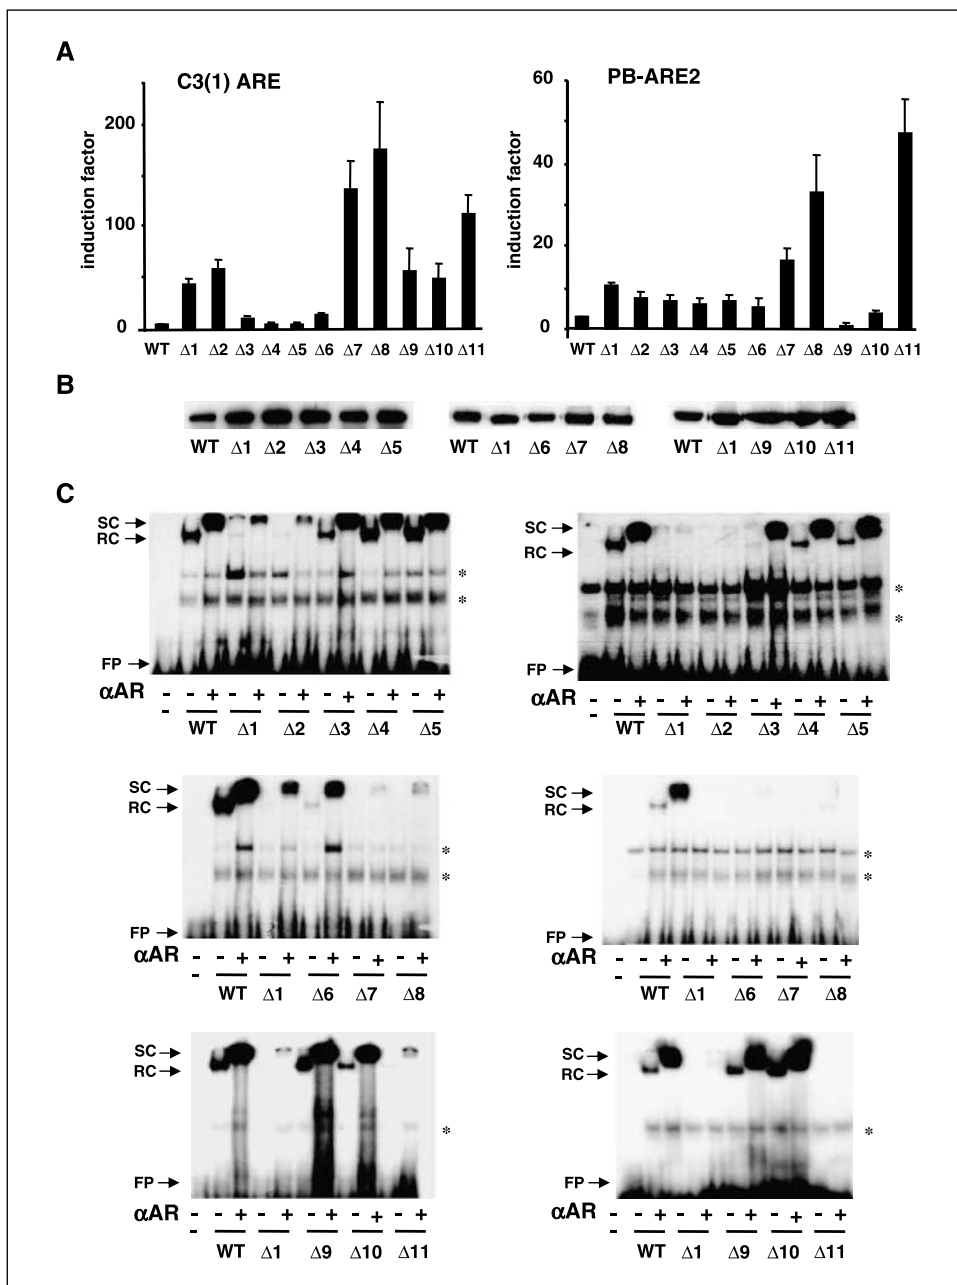 A
C3(1) ARE
PB-ARE2
induction factor
200
100
0
WT Δ1 Δ2 Δ3 Δ4 Δ5 Δ6 Δ7 Δ8 Δ9 Δ10 Δ11
induction factor
60
40
20
0
WT Δ1 Δ2 Δ3 Δ4 Δ5 Δ6 Δ7 Δ8 Δ9 Δ10 Δ11
B
WT Δ1 Δ2 Δ3 Δ4 Δ5
WT Δ1 Δ6 Δ7 Δ8
WT Δ1 Δ9 Δ10 Δ11
C
SC
RC
*
*
FP
αAR - + - + - + - + - + - +
-
WT Δ1 Δ2 Δ3 Δ4 Δ5
SC
RC
*
*
FP
αAR - + - + - + - + - + - +
-
WT Δ1 Δ2 Δ3 Δ4 Δ5
SC
RC
*
*
FP
αAR - - + - + - + - + - +
-
WT Δ1 Δ6 Δ7 Δ8
SC
RC
*
*
FP
αAR - - + - + - + - + - +
-
WT Δ1 Δ6 Δ7 Δ8
SC
RC
*
FP
αAR - - + - + - + - + - +
-
WT Δ1 Δ9 Δ10 Δ11
SC
RC
*
FP
αAR - - + - + - + - + - +
-
WT Δ1 Δ9 Δ10 Δ11